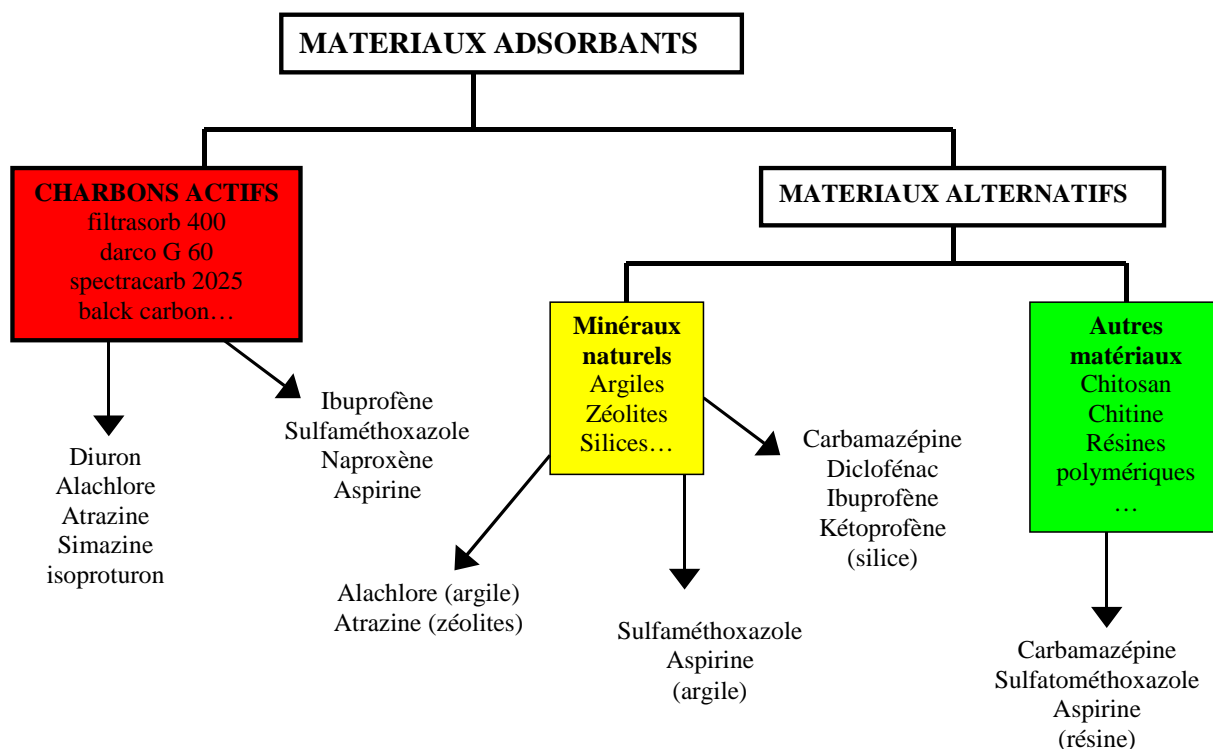 MATERIAUX ADSORBANTS
CHARBONS ACTIFS
filtrasorb 400
darco G 60
spectracarb 2025
balck carbon…
MATERIAUX ALTERNATIFS
Minéraux
naturels
Argiles
Zéolites
Silices…
Autres
matériaux
Chitosan
Chitine
Résines
polymériques
…
Diuron
Alachlore
Atrazine
Simazine
isoproturon
Ibuprofène
Sulfaméthoxazole
Naproxène
Aspirine
Alachlore (argile)
Atrazine (zéolites)
Sulfaméthoxazole
Aspirine
(argile)
Carbamazépine
Diclofénac
Ibuprofène
Kétoprofène
(silice)
Carbamazépine
Sulfatométhoxazole
Aspirine
(résine)